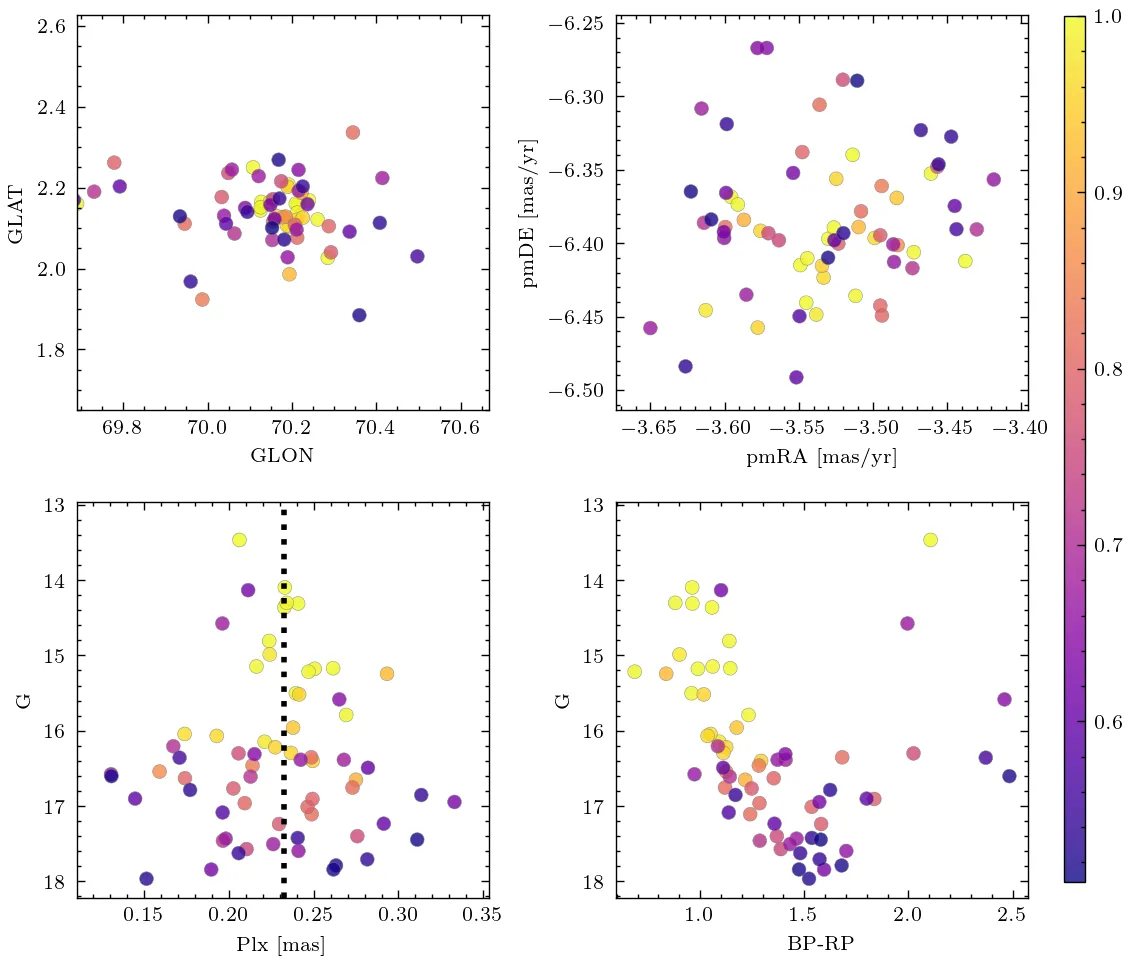 2.6
2.4
2.2
2.0
1.8
GLAT
69.8 70.0 70.2 70.4 70.6
GLON
−6.25
−6.30
−6.35
−6.40
−6.45
−6.50
pmDE [mas/yr]
−3.65 −3.60 −3.55 −3.50 −3.45 −3.40
pmRA [mas/yr]
1.0
0.9
0.8
0.7
0.6
13
14
15
16
17
18
G
0.15 0.20 0.25 0.30 0.35
Plx [mas]
13
14
15
16
17
18
G
1.0 1.5 2.0 2.5
BP-RP